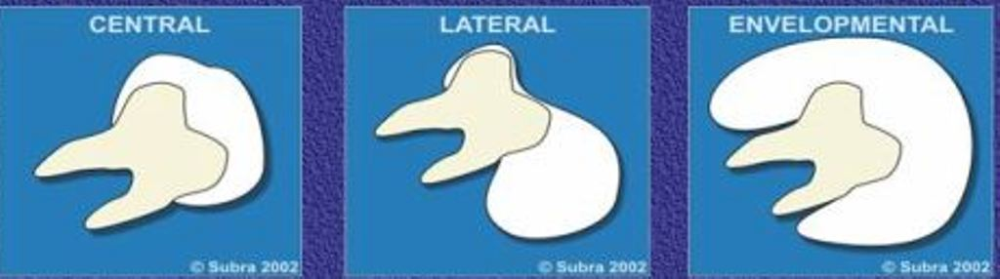 CENTRAL
LATERAL
ENVELOPMENTAL
© Subra 2002
© Subra 2002
© Subra 2002